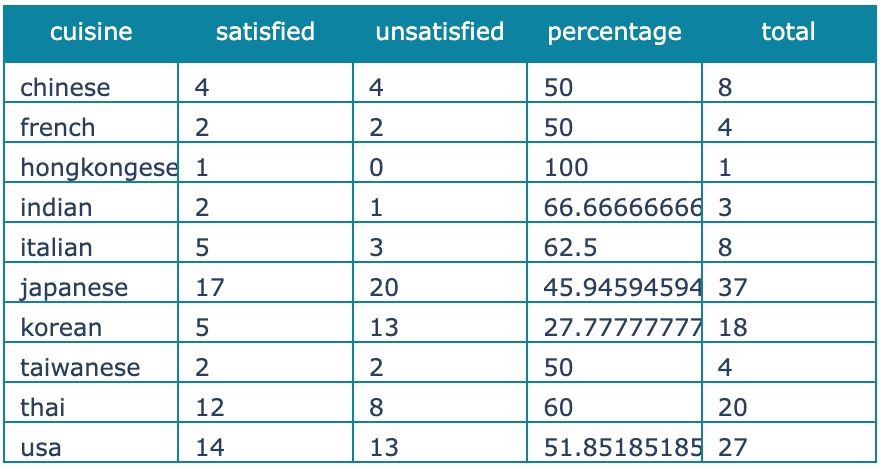 cuisine satisfied unsatisfied percentage total
chinese 4 4 50 8
french 2 2 50 4
hongkongese 1 0 100 1
indian 2 1 66.66666666 3
italian 5 3 62.5 8
japanese 17 20 45.94594594 37
korean 5 13 27.77777777 18
taiwanese 2 2 50 4
thai 12 8 60 20
usa 14 13 51.85185185 27